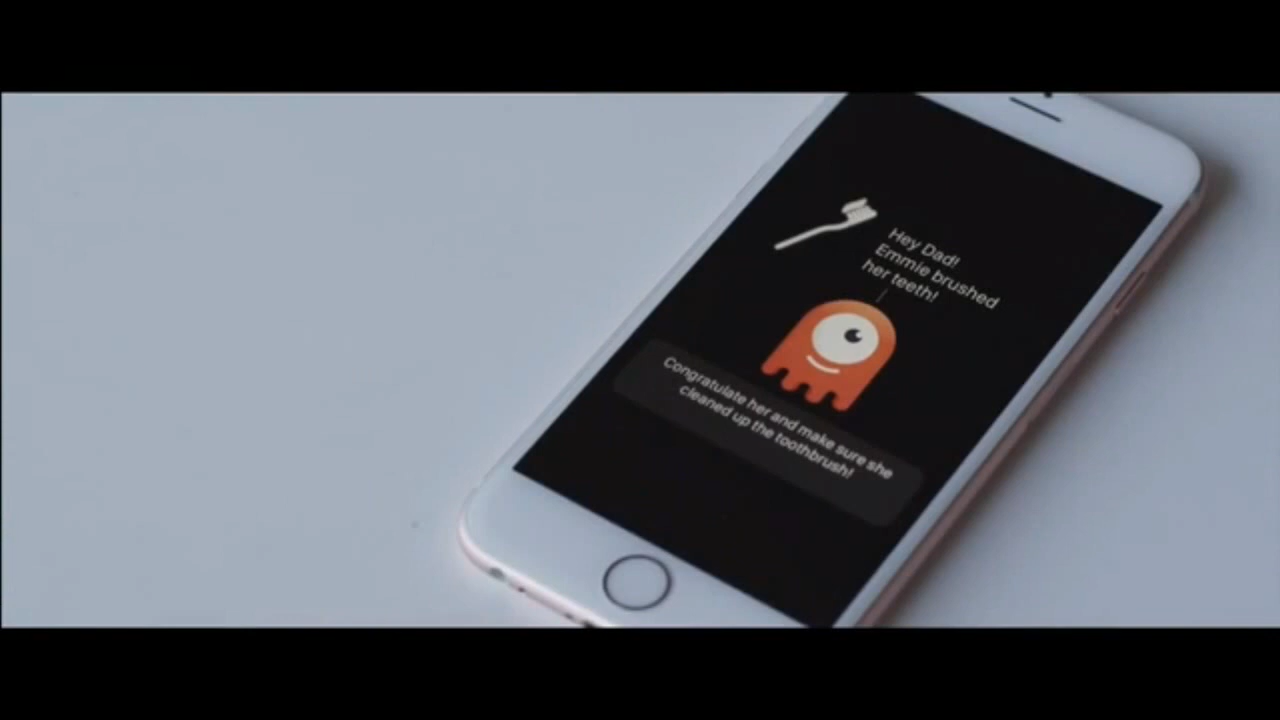 Hey Dad!
Emmie brushed
her teeth!
Congratulate her and make sure she
cleaned up the toothbrush!